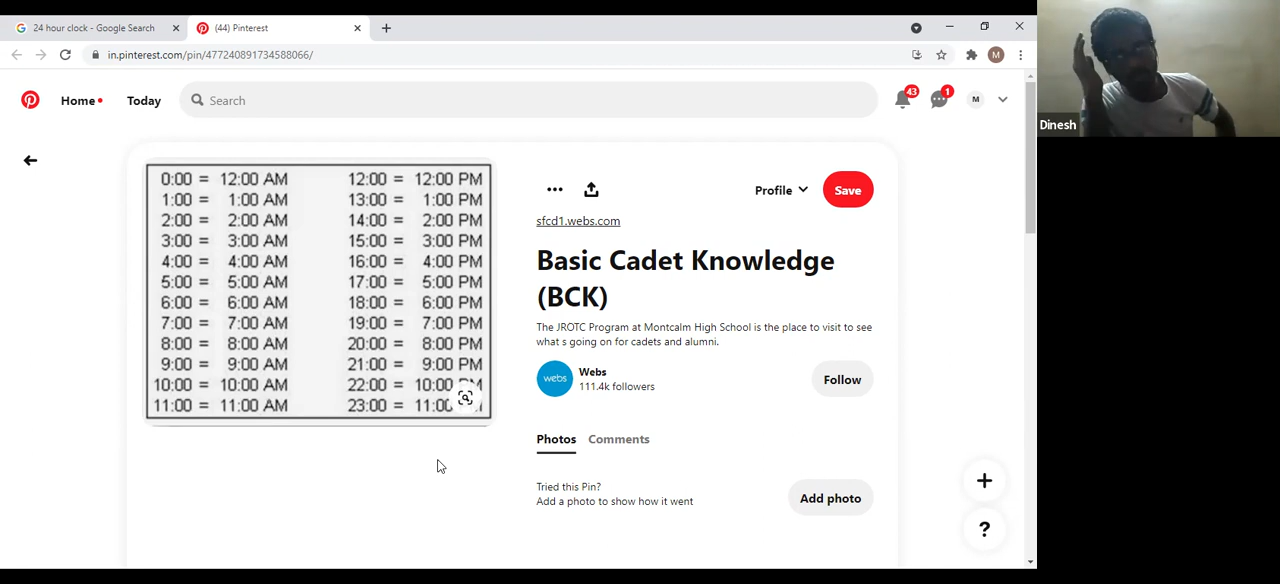 24 hour clock - Google Search
(44) Pinterest
in.pinterest.com/pin/477240891734588066/
M
Home
Today
Search
43
1
M
0:00 = 12:00 AM 12:00 = 12:00 PM
1:00 = 1:00 AM 13:00 = 1:00 PM
2:00 = 2:00 AM 14:00 = 2:00 PM
3:00 = 3:00 AM 15:00 = 3:00 PM
4:00 = 4:00 AM 16:00 = 4:00 PM
5:00 = 5:00 AM 17:00 = 5:00 PM
6:00 = 6:00 AM 18:00 = 6:00 PM
7:00 = 7:00 AM 19:00 = 7:00 PM
8:00 = 8:00 AM 20:00 = 8:00 PM
9:00 = 9:00 AM 21:00 = 9:00 PM
10:00 = 10:00 AM 22:00 = 10:00 PM
11:00 = 11:00 AM 23:00 = 11:00
Profile
Save
sfcd1.webs.com
Basic Cadet Knowledge
(BCK)
The JROTC Program at Montcalm High School is the place to visit to see
what s going on for cadets and alumni.
webs
Webs
111.4k followers
Follow
Photos Comments
Tried this Pin?
Add a photo to show how it went
Add photo
+
?
Dinesh